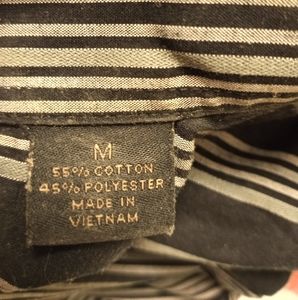 M
55% COTTON
45% POLYESTER
MADE IN
VIETNAM